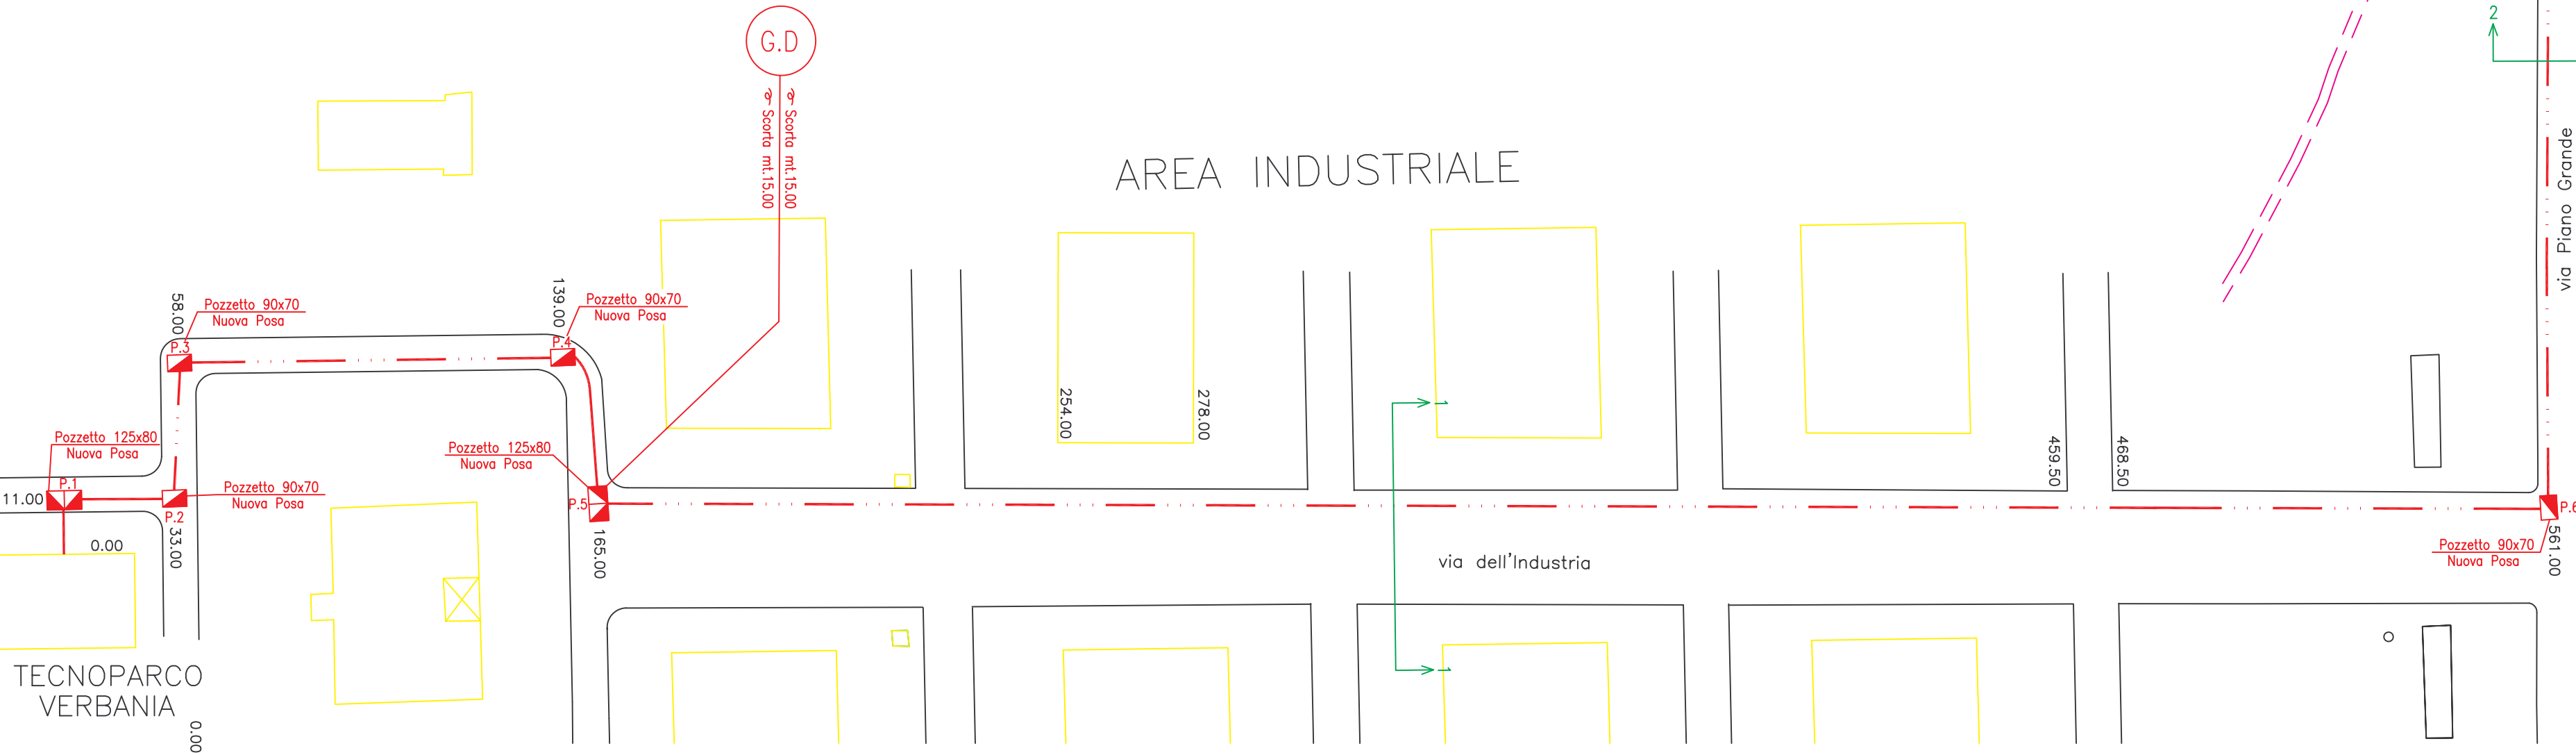 G.D
Scorta mt.15.00
Scorta mt.15.00
2
via Piano Grande
AREA INDUSTRIALE
58.00
Pozzetto 90x70
Nuova Posa
P.3
139.00
Pozzetto 90x70
Nuova Posa
P.4
254.00
278.00
1
459.50
468.50
Pozzetto 125x80
Nuova Posa
11.00
P.1
Pozzetto 90x70
Nuova Posa
P.2
33.00
0.00
Pozzetto 125x80
Nuova Posa
P.5
165.00
P.6
Pozzetto 90x70
Nuova Posa
561.00
via dell'Industria
1
TECNOPARCO
VERBANIA
0.00